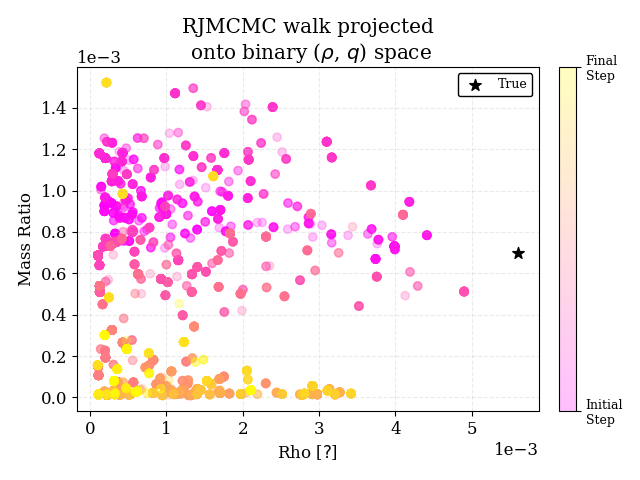 RJMCMC walk projected
onto binary (ρ, q) space
1e−3
True
Final
Step
1.4
1.2
1.0
0.8
0.6
0.4
0.2
0.0
Mass Ratio
0
1
2
3
4
5
1e−3
Rho [?]
Initial
Step